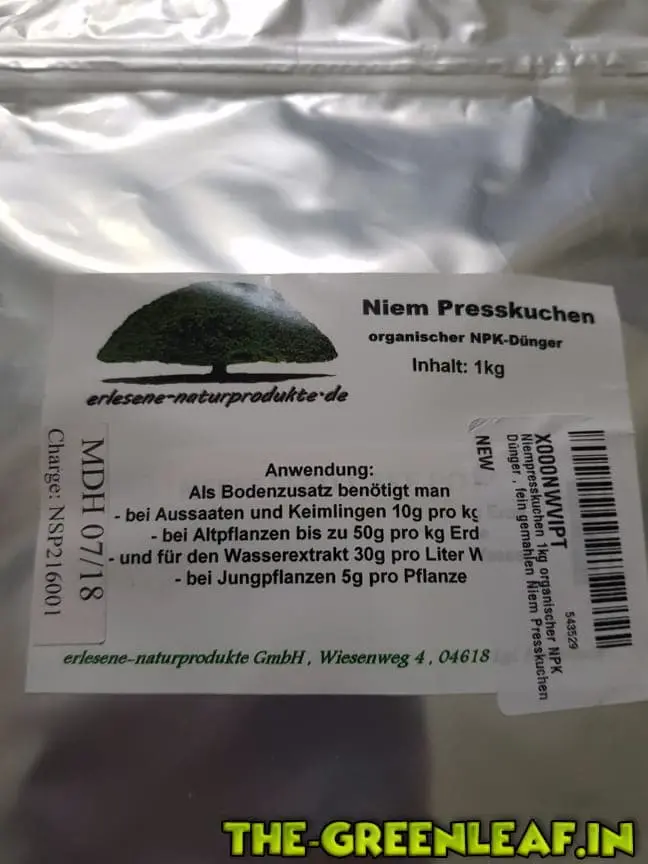 Niem Presskuchen
organischer NPK-Dünger
Inhalt: 1kg
erlesene-naturprodukte.de
Anwendung:
Als Bodenzusatz benötigt man
- bei Aussaaten und Keimlingen 10g pro kg
- bei Altpflanzen bis zu 50g pro kg Erd
- und für den Wasserextrakt 30g pro Liter W
- bei Jungpflanzen 5g pro Pflanze
erlesene-naturprodukte GmbH , Wiesenweg 4 , 04618
MDH 07/18
Charge: NSP216001
X000NWVIPT
Niempresskuchen 1kg organischer NPK
Dünger , fein gemahlen Niem Presskuchen
NEW
543529
THE-GREENLEAF.IN